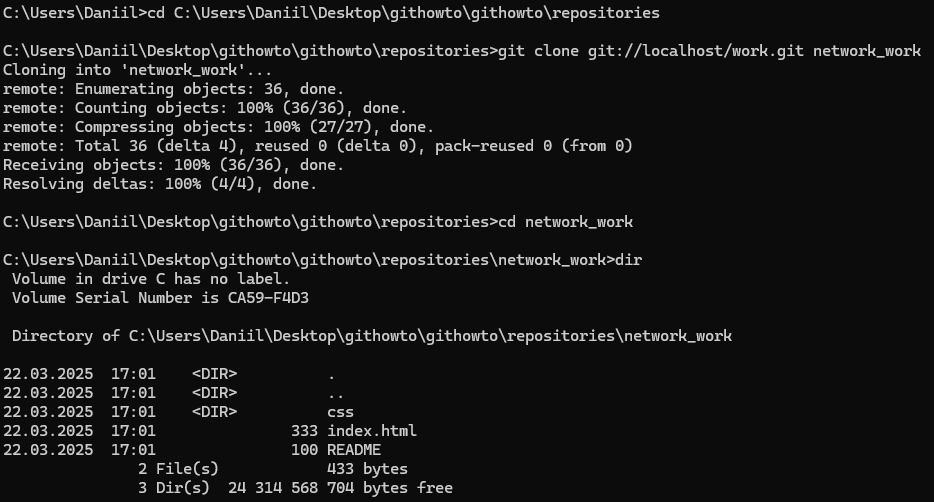 C:\Users\Daniil>cd C:\Users\Daniil\Desktop\githowto\githowto\repositories
C:\Users\Daniil\Desktop\githowto\githowto\repositories>git clone git://localhost/work.git network_work
Cloning into 'network_work'...
remote: Enumerating objects: 36, done.
remote: Counting objects: 100% (36/36), done.
remote: Compressing objects: 100% (27/27), done.
remote: Total 36 (delta 4), reused 0 (delta 0), pack-reused 0 (from 0)
Receiving objects: 100% (36/36), done.
Resolving deltas: 100% (4/4), done.
C:\Users\Daniil\Desktop\githowto\githowto\repositories>cd network_work
C:\Users\Daniil\Desktop\githowto\githowto\repositories\network_work>dir
 Volume in drive C has no label.
 Volume Serial Number is CA59-F4D3
 Directory of C:\Users\Daniil\Desktop\githowto\githowto\repositories\network_work
22.03.2025  17:01    <DIR>          .
22.03.2025  17:01    <DIR>          ..
22.03.2025  17:01    <DIR>          css
22.03.2025  17:01               333 index.html
22.03.2025  17:01               100 README
               2 File(s)            433 bytes
               3 Dir(s)  24 314 568 704 bytes free